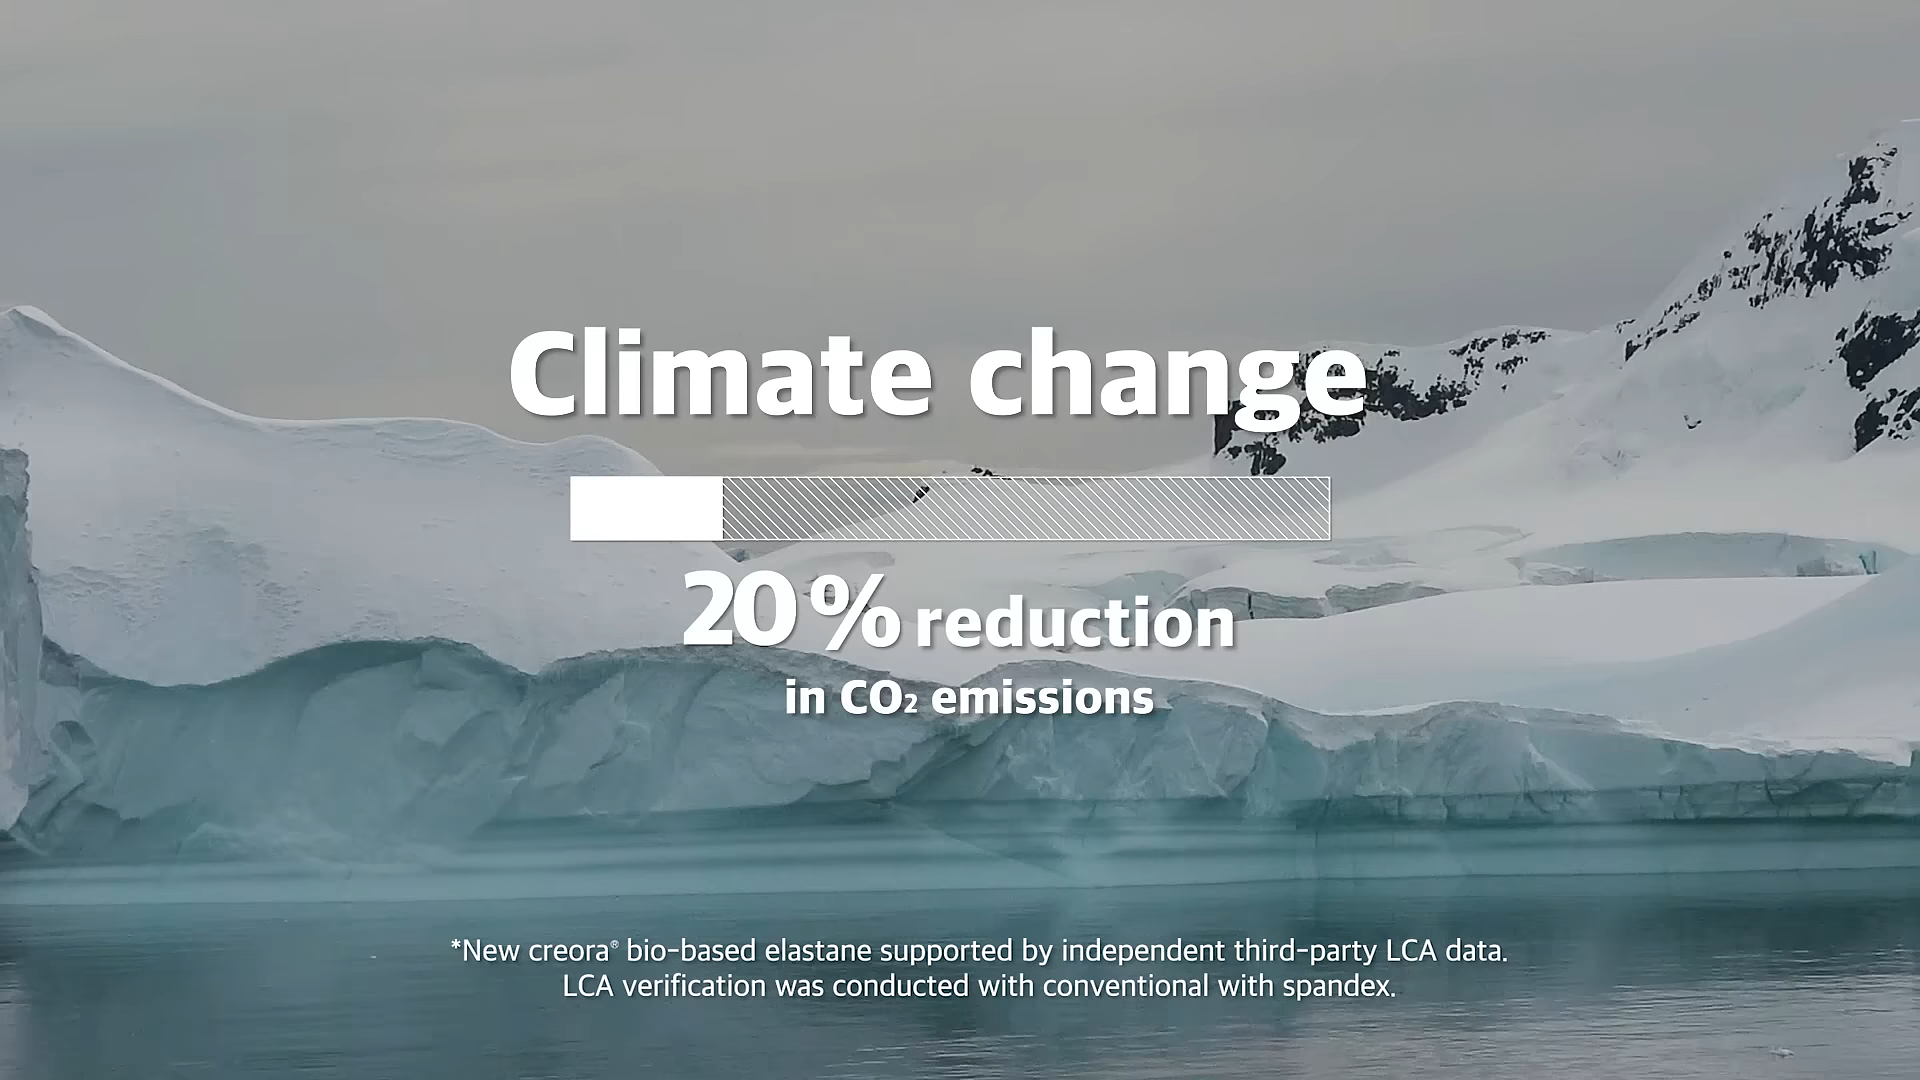 Climate change
20% reduction
in CO₂ emissions
*New creora® bio-based elastane supported by independent third-party LCA data.
LCA verification was conducted with conventional with spandex.